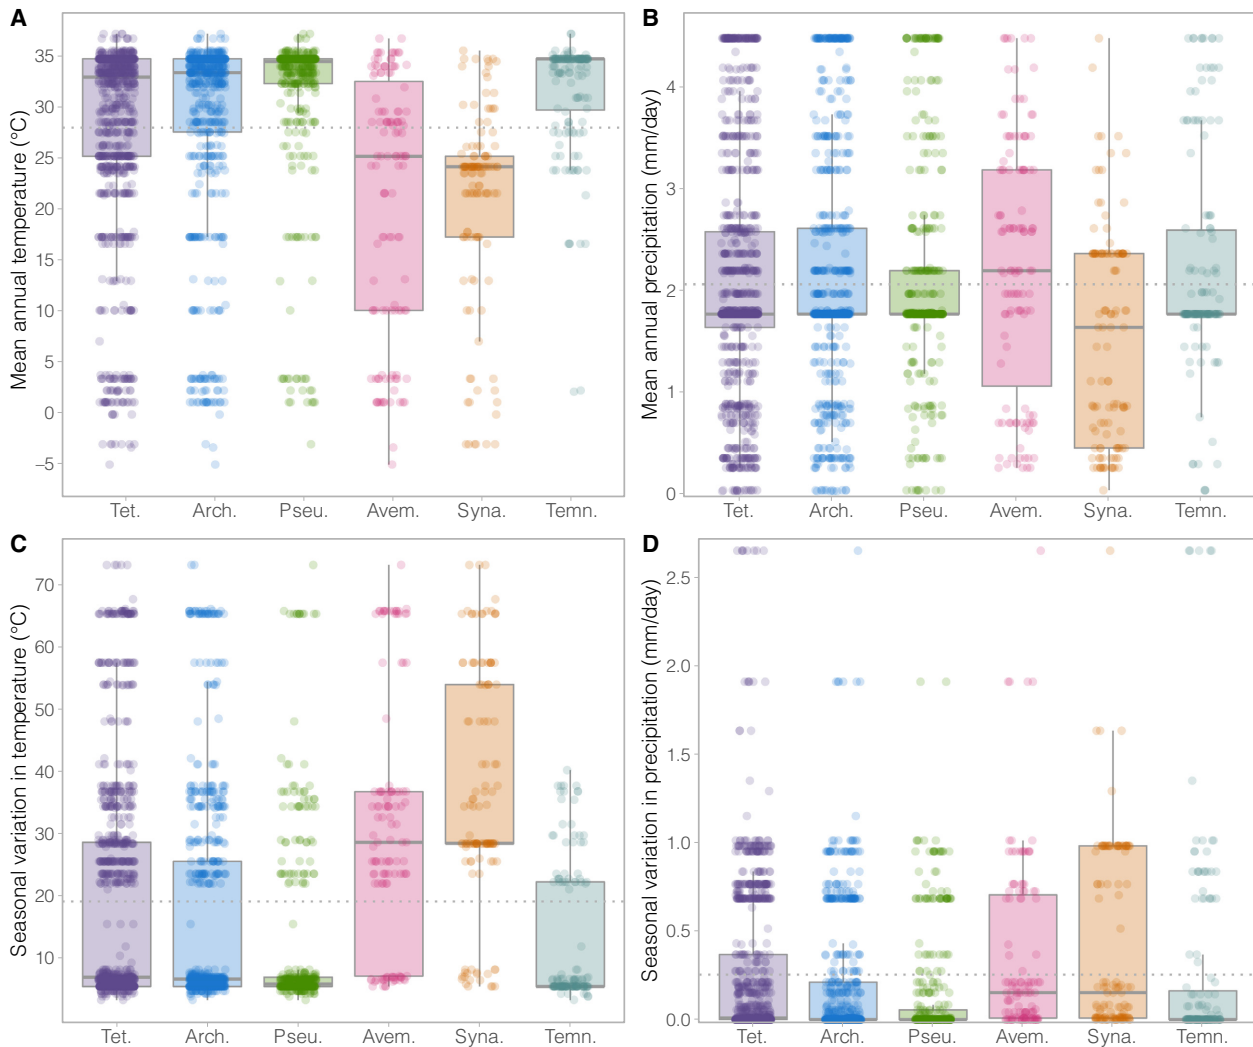 A
Mean annual temperature (°C)
35
30
25
20
15
10
5
0
−5
Tet. Arch. Pseu. Avem. Syna. Temn.
B
Mean annual precipitation (mm/day)
4
3
2
1
0
Tet. Arch. Pseu. Avem. Syna. Temn.
C
Seasonal variation in temperature (°C)
70
60
50
40
30
20
10
Tet. Arch. Pseu. Avem. Syna. Temn.
D
Seasonal variation in precipitation (mm/day)
2.5
2.0
1.5
1.0
0.5
0.0
Tet. Arch. Pseu. Avem. Syna. Temn.